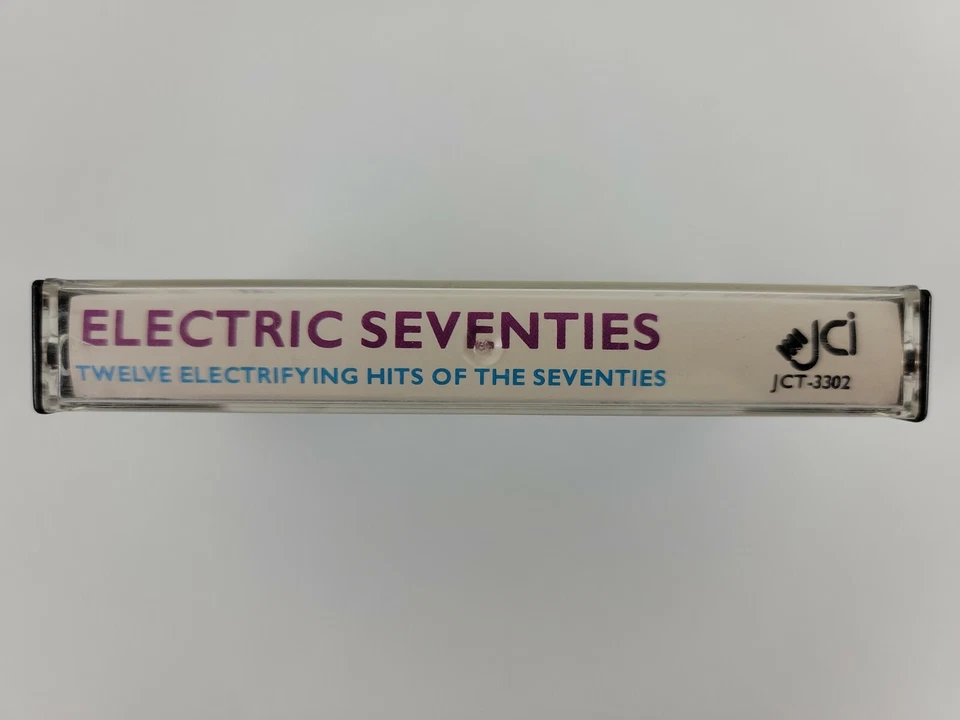 ELECTRIC SEVENTIES
TWELVE ELECTRIFYING HITS OF THE SEVENTIES
JCi
JCT-3302